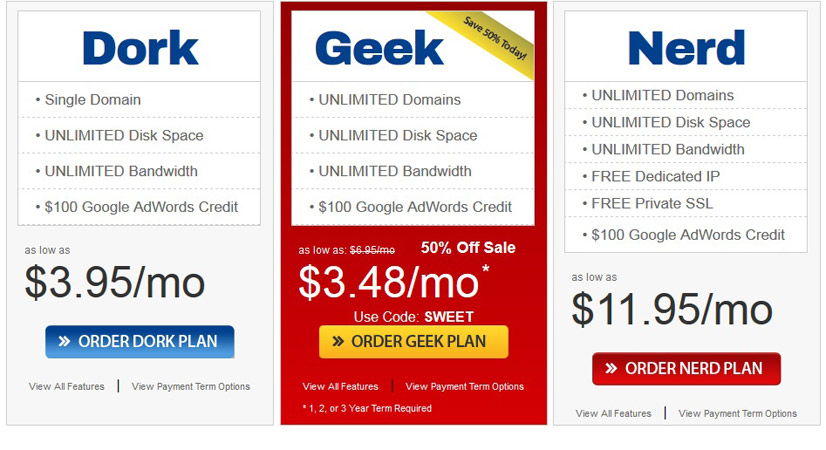 Dork
• Single Domain
• UNLIMITED Disk Space
• UNLIMITED Bandwidth
• $100 Google AdWords Credit
as low as
$3.95/mo
» ORDER DORK PLAN
View All Features | View Payment Term Options
Geek
Save 50% Today!
• UNLIMITED Domains
• UNLIMITED Disk Space
• UNLIMITED Bandwidth
• $100 Google AdWords Credit
as low as: $6.95/mo 50% Off Sale
$3.48/mo*
Use Code: SWEET
» ORDER GEEK PLAN
View All Features | View Payment Term Options
* 1, 2, or 3 Year Term Required
Nerd
• UNLIMITED Domains
• UNLIMITED Disk Space
• UNLIMITED Bandwidth
• FREE Dedicated IP
• FREE Private SSL
• $100 Google AdWords Credit
as low as
$11.95/mo
» ORDER NERD PLAN
View All Features | View Payment Term Options